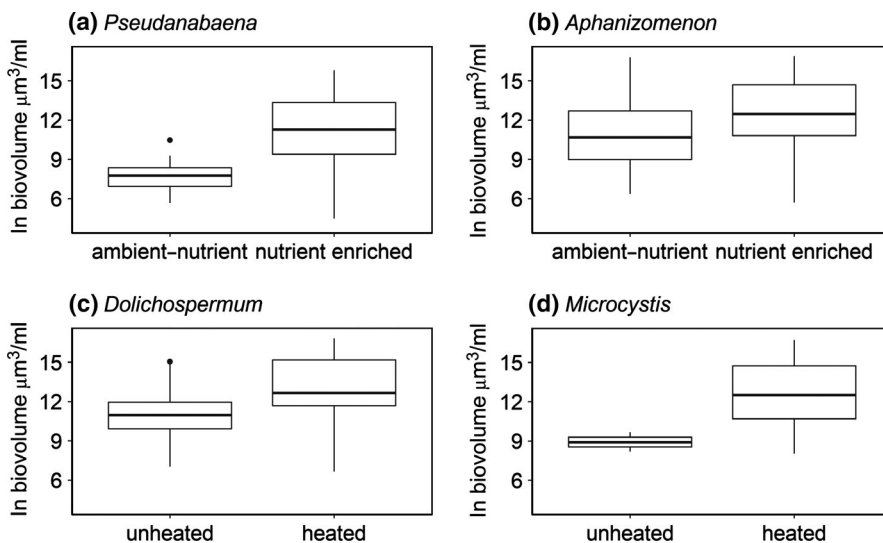 (a) Pseudanabaena
ln biovolume μm³/ml
15
12
9
6
ambient–nutrient nutrient enriched
(b) Aphanizomenon
ln biovolume μm³/ml
15
12
9
6
ambient–nutrient nutrient enriched
(c) Dolichospermum
ln biovolume μm³/ml
15
12
9
6
unheated heated
(d) Microcystis
ln biovolume μm³/ml
15
12
9
6
unheated heated